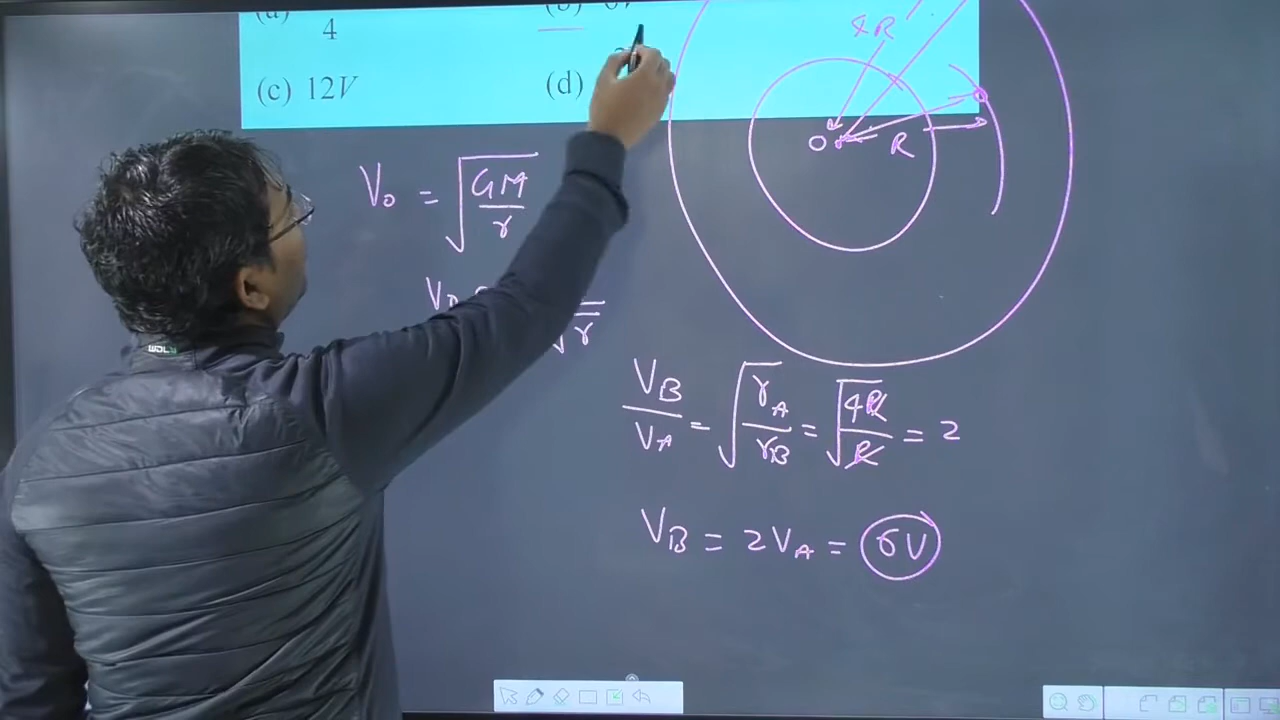 4
(c) 12V
(d)
4R
O
R
V₀ = √(GM/r)
V_B/V_A = √(r_A/r_B) = √(4R/R) = 2
V_B = 2V_A = 6V